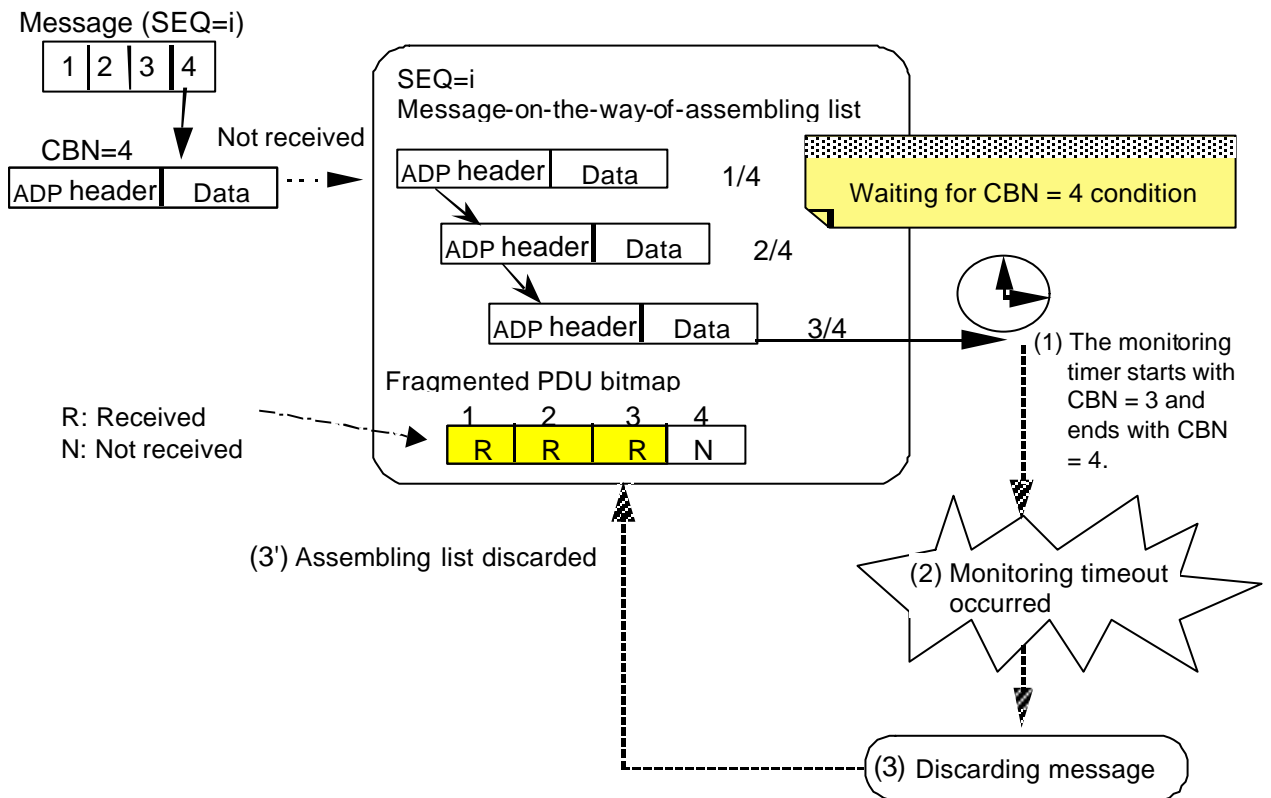 Message (SEQ=i)
1 2 3 4
CBN=4
Not received
ADP header Data
SEQ=i
Message-on-the-way-of-assembling list
ADP header Data 1/4
ADP header Data 2/4
ADP header Data 3/4
Waiting for CBN = 4 condition
(1) The monitoring
timer starts with
CBN = 3 and
ends with CBN
= 4.
Fragmented PDU bitmap
1 2 3 4
R R R N
R: Received
N: Not received
(2) Monitoring timeout
occurred
(3') Assembling list discarded
(3) Discarding message